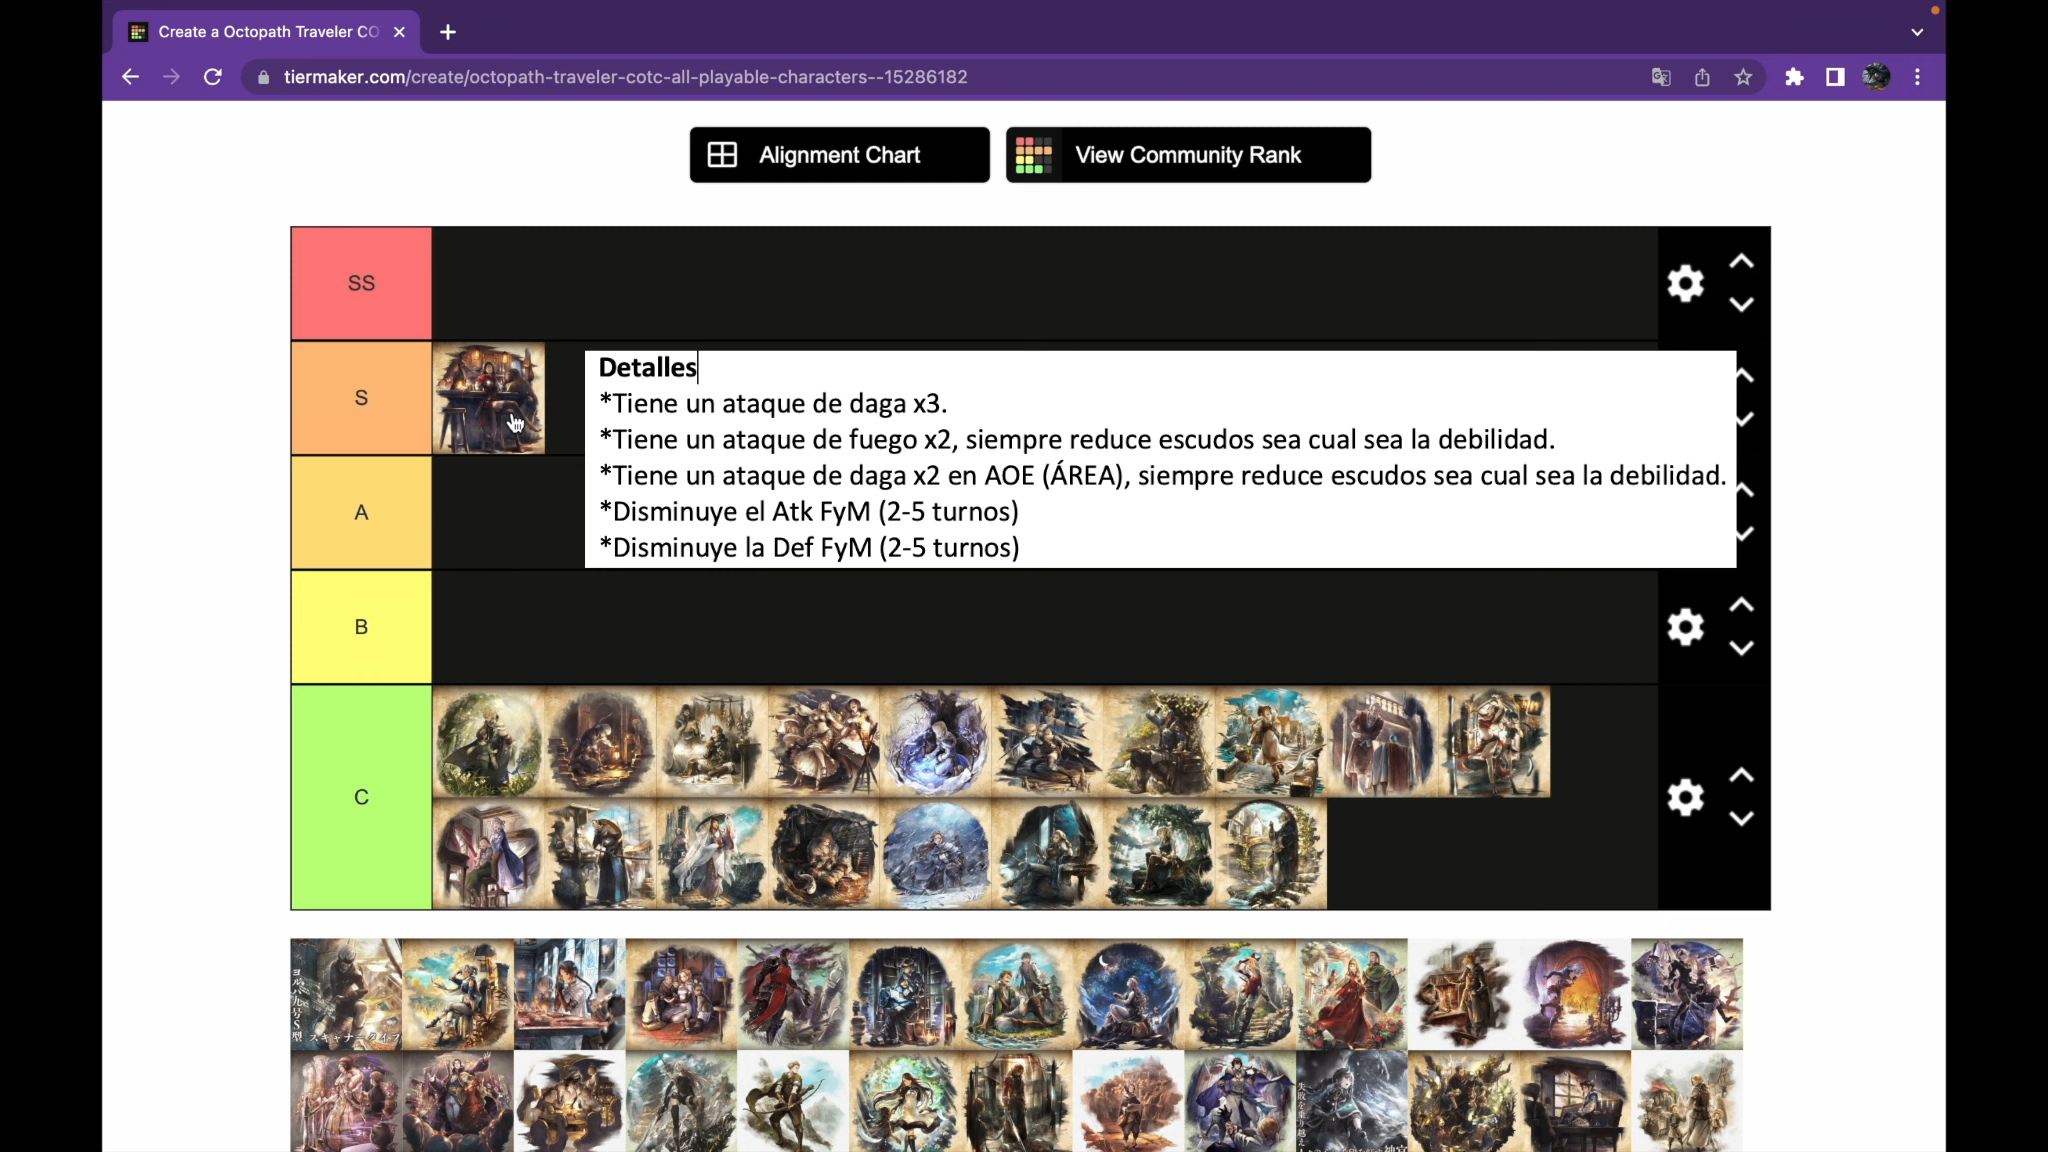 Create a Octopath Traveler CO
tiermaker.com/create/octopath-traveler-cotc-all-playable-characters--15286182
Alignment Chart
View Community Rank
SS
S
Detalles
*Tiene un ataque de daga x3.
*Tiene un ataque de fuego x2, siempre reduce escudos sea cual sea la debilidad.
*Tiene un ataque de daga x2 en AOE (ÁREA), siempre reduce escudos sea cual sea la debilidad.
*Disminuye el Atk FyM (2-5 turnos)
*Disminuye la Def FyM (2-5 turnos)
A
B
C